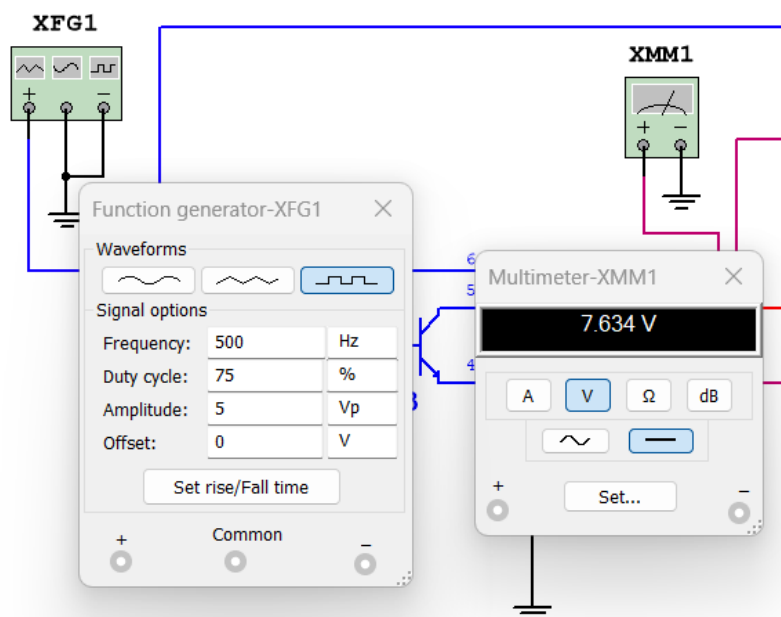 XFG1
XMM1
Function generator-XFG1
Waveforms
Signal options
Frequency: 500 Hz
Duty cycle: 75 %
Amplitude: 5 Vp
Offset: 0 V
Set rise/Fall time
+ Common −
6
5
4
Multimeter-XMM1
7.634 V
A V Ω dB
+ −
Set...